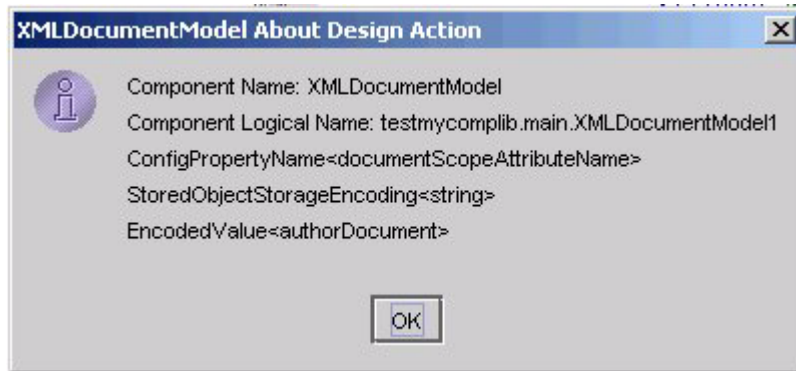 XMLDocumentModel About Design Action
Component Name: XMLDocumentModel
Component Logical Name: testmycomplib.main.XMLDocumentModel1
ConfigPropertyName<documentScopeAttributeName>
StoredObjectStorageEncoding<string>
EncodedValue<authorDocument>
OK